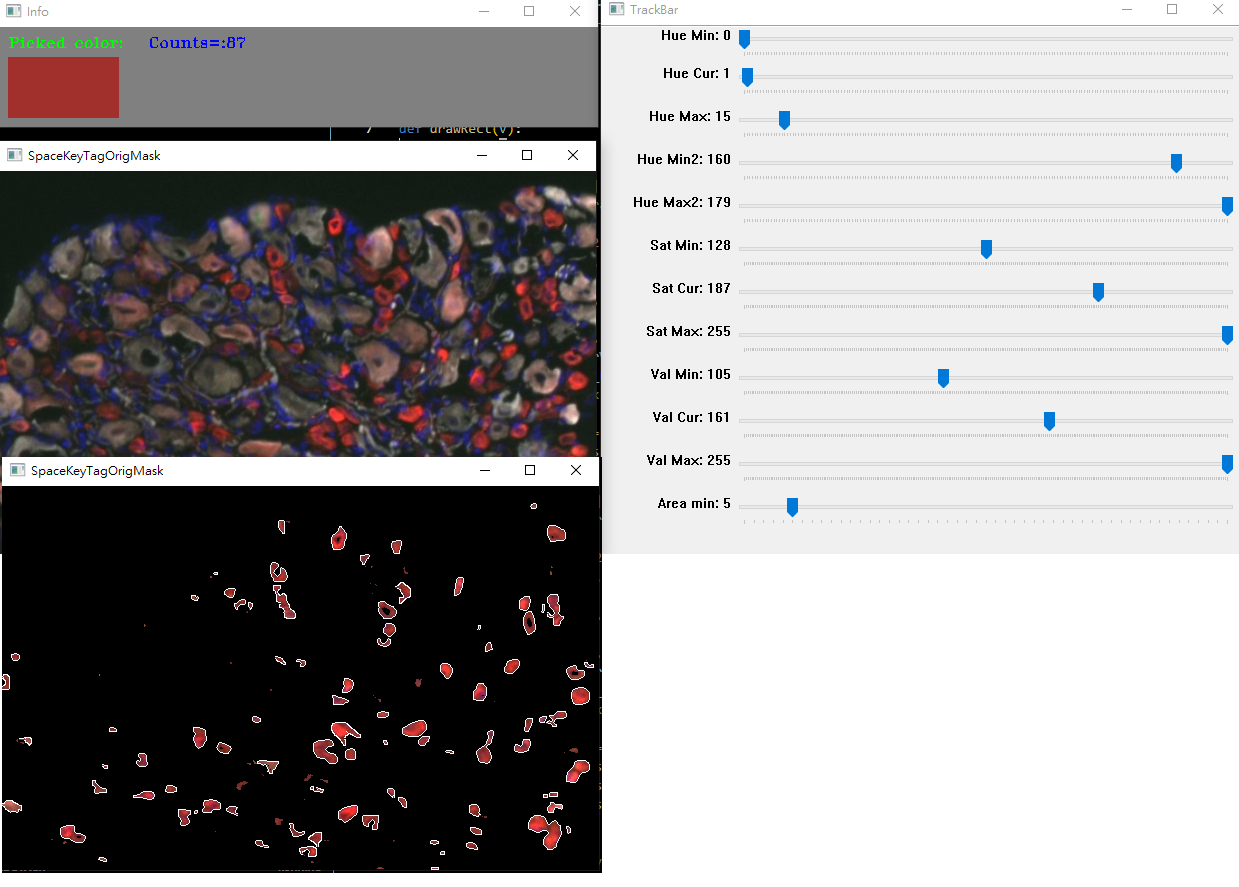 Info
Picked color: Counts=:87
7 def drawRect(v):
SpaceKeyTagOrigMask
SpaceKeyTagOrigMask
TrackBar
Hue Min: 0
Hue Cur: 1
Hue Max: 15
Hue Min2: 160
Hue Max2: 179
Sat Min: 128
Sat Cur: 187
Sat Max: 255
Val Min: 105
Val Cur: 161
Val Max: 255
Area min: 5